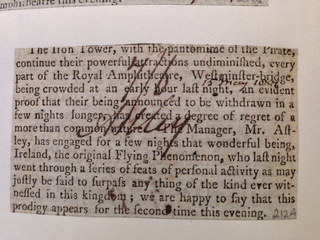 The Iron Tower, with the pantomime of the Pirate,
continue their powerful attractions undiminished, every
part of the Royal Amphitheatre, Westminster-bridge,
being crowded at an early hour last night, an evident
proof that their being announced to be withdrawn in a
few nights longer, has created a degree of regret of a
more than common nature. Manager, Mr. Ast-
ley, has engaged for a few nights that wonderful being,
Ireland, the original Flying Phenomenon, who last night
went through a series of feats of personal activity as may
justly be said to surpass any thing of the kind ever wit-
nessed in this kingdom; we are happy to say that this
prodigy appears for the second time this evening. 212A